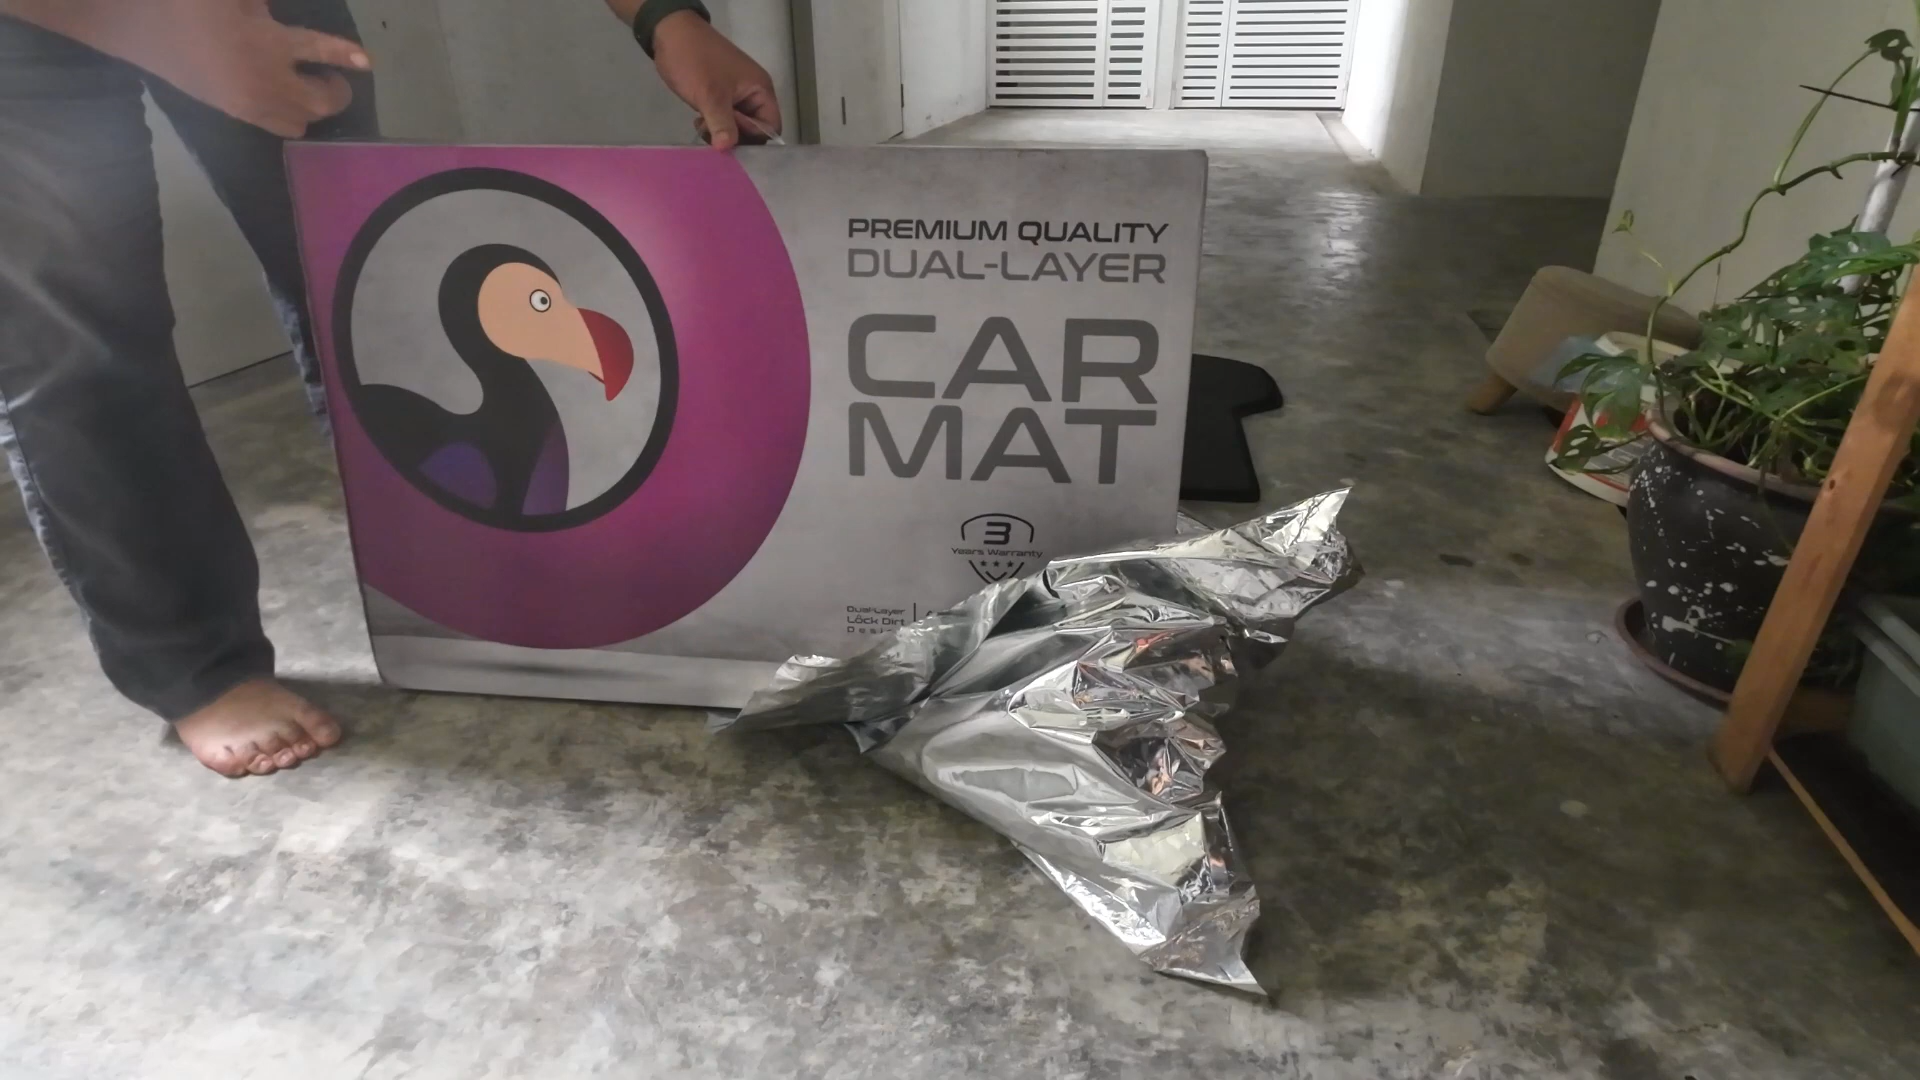 PREMIUM QUALITY
DUAL-LAYER
CAR
MAT
3
Years Warranty
Dual-Layer
Lock Dirt